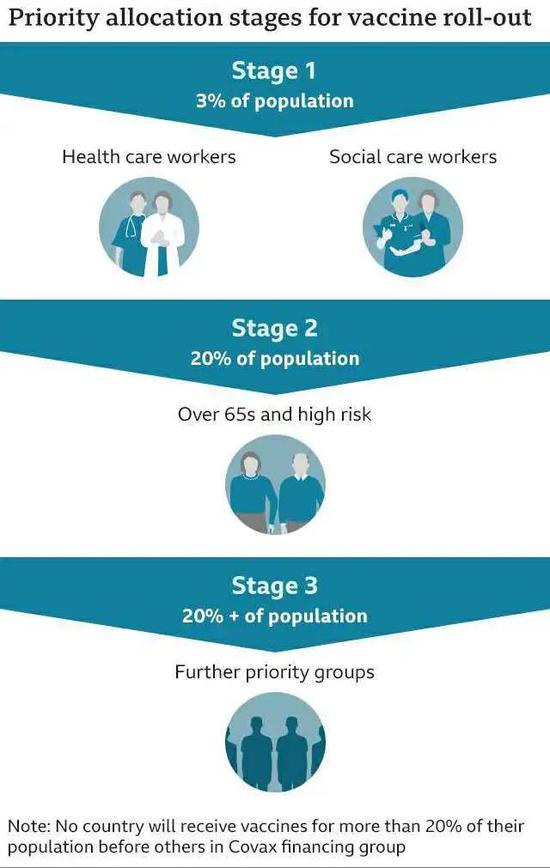 Priority allocation stages for vaccine roll-out
Stage 1
3% of population
Health care workers
Social care workers
Stage 2
20% of population
Over 65s and high risk
Stage 3
20% + of population
Further priority groups
Note: No country will receive vaccines for more than 20% of their
population before others in Covax financing group